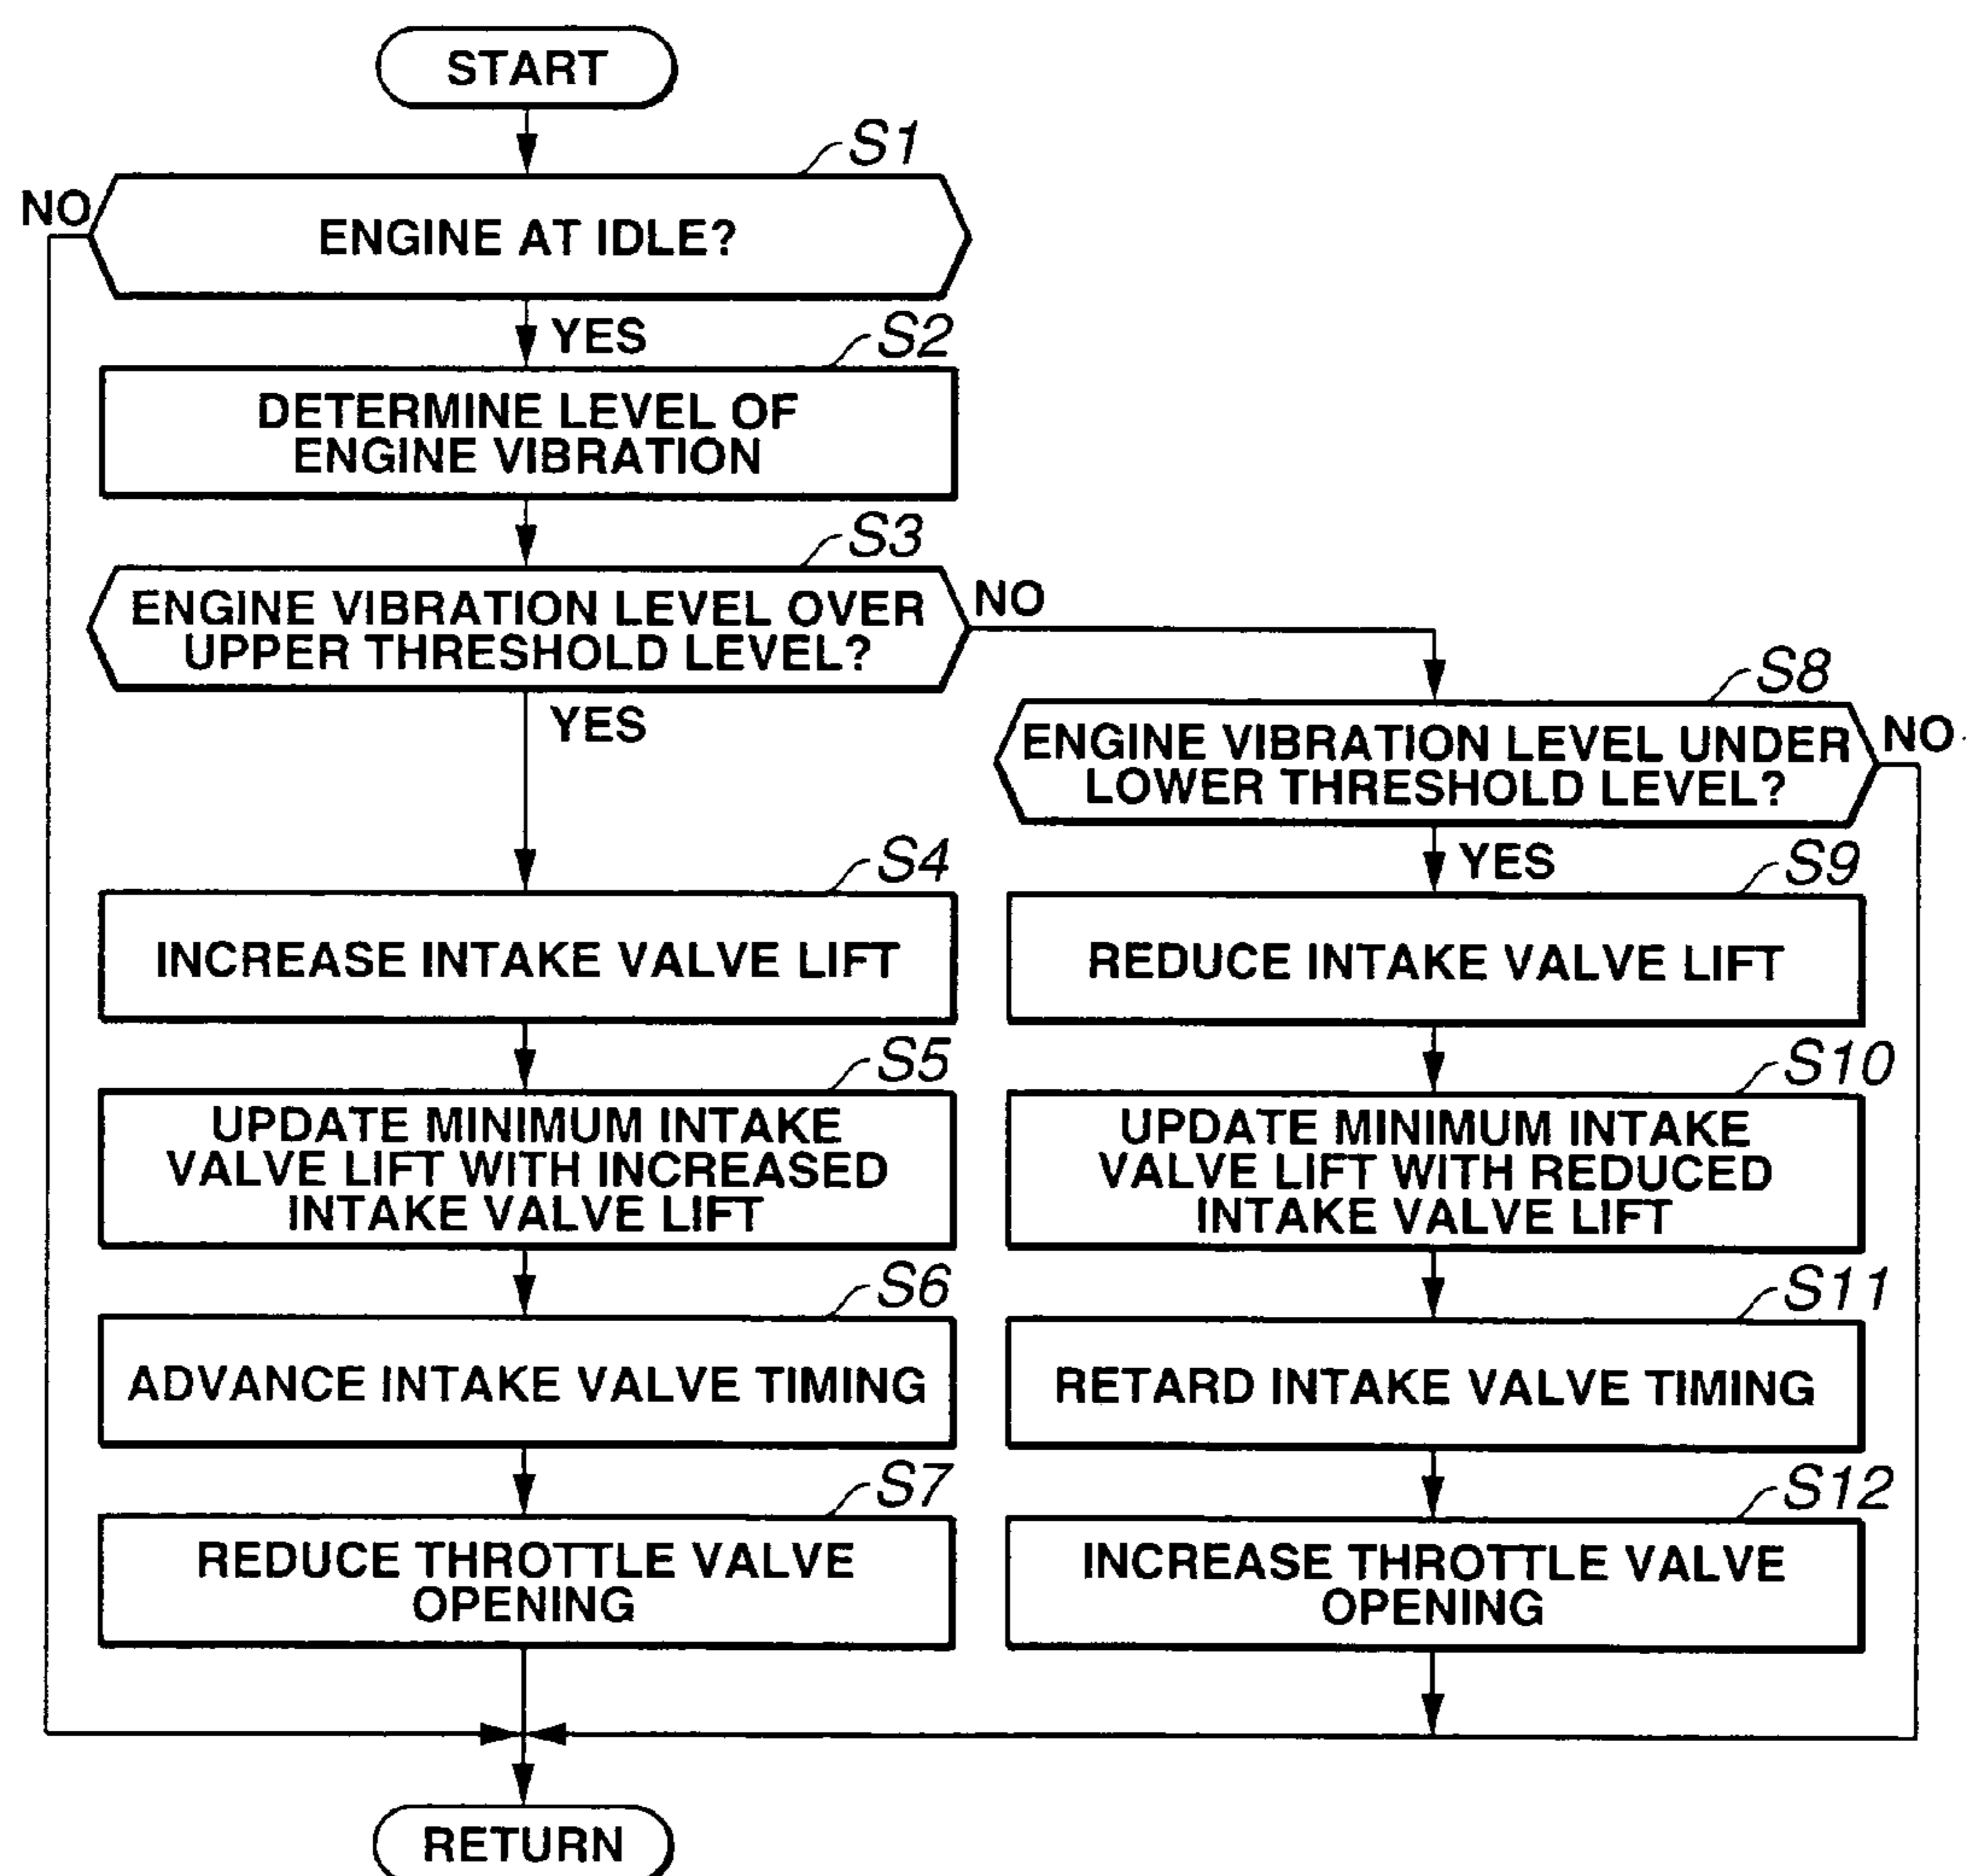 START
S1
NO
ENGINE AT IDLE?
YES
S2
DETERMINE LEVEL OF
ENGINE VIBRATION
S3
ENGINE VIBRATION LEVEL OVER
UPPER THRESHOLD LEVEL?
NO
YES
S8
ENGINE VIBRATION LEVEL UNDER
LOWER THRESHOLD LEVEL?
NO
YES
S4
INCREASE INTAKE VALVE LIFT
S5
UPDATE MINIMUM INTAKE
VALVE LIFT WITH INCREASED
INTAKE VALVE LIFT
S6
ADVANCE INTAKE VALVE TIMING
S7
REDUCE THROTTLE VALVE
OPENING
S9
REDUCE INTAKE VALVE LIFT
S10
UPDATE MINIMUM INTAKE
VALVE LIFT WITH REDUCED
INTAKE VALVE LIFT
S11
RETARD INTAKE VALVE TIMING
S12
INCREASE THROTTLE VALVE
OPENING
RETURN